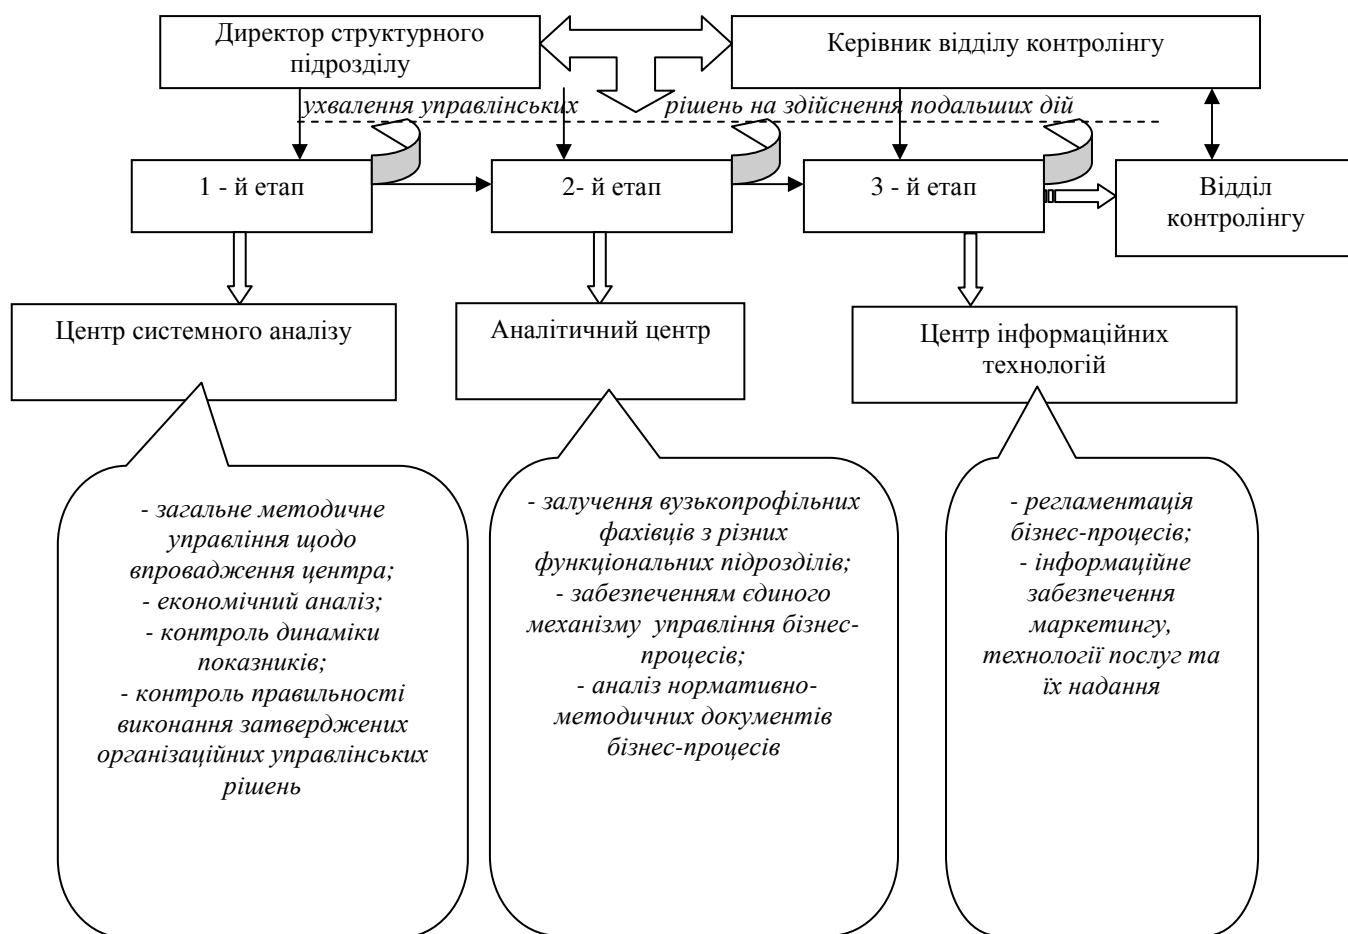 Директор структурного
підрозділу
Керівник відділу контролінгу
ухвалення управлінських рішень на здійснення подальших дій
1 - й етап
2- й етап
3 - й етап
Відділ
контролінгу
Центр системного аналізу
Аналітичний центр
Центр інформаційних
технологій
- загальне методичне
управління щодо
впровадження центра;
- економічний аналіз;
- контроль динаміки
показників;
- контроль правильності
виконання затверджених
організаційних управлінських
рішень
- залучення вузькопрофільних
фахівців з різних
функціональних підрозділів;
- забезпеченням єдиного
механізму управління бізнес-
процесів;
- аналіз нормативно-
методичних документів
бізнес-процесів
- регламентація
бізнес-процесів;
- інформаційне
забезпечення
маркетингу,
технології послуг та
їх надання